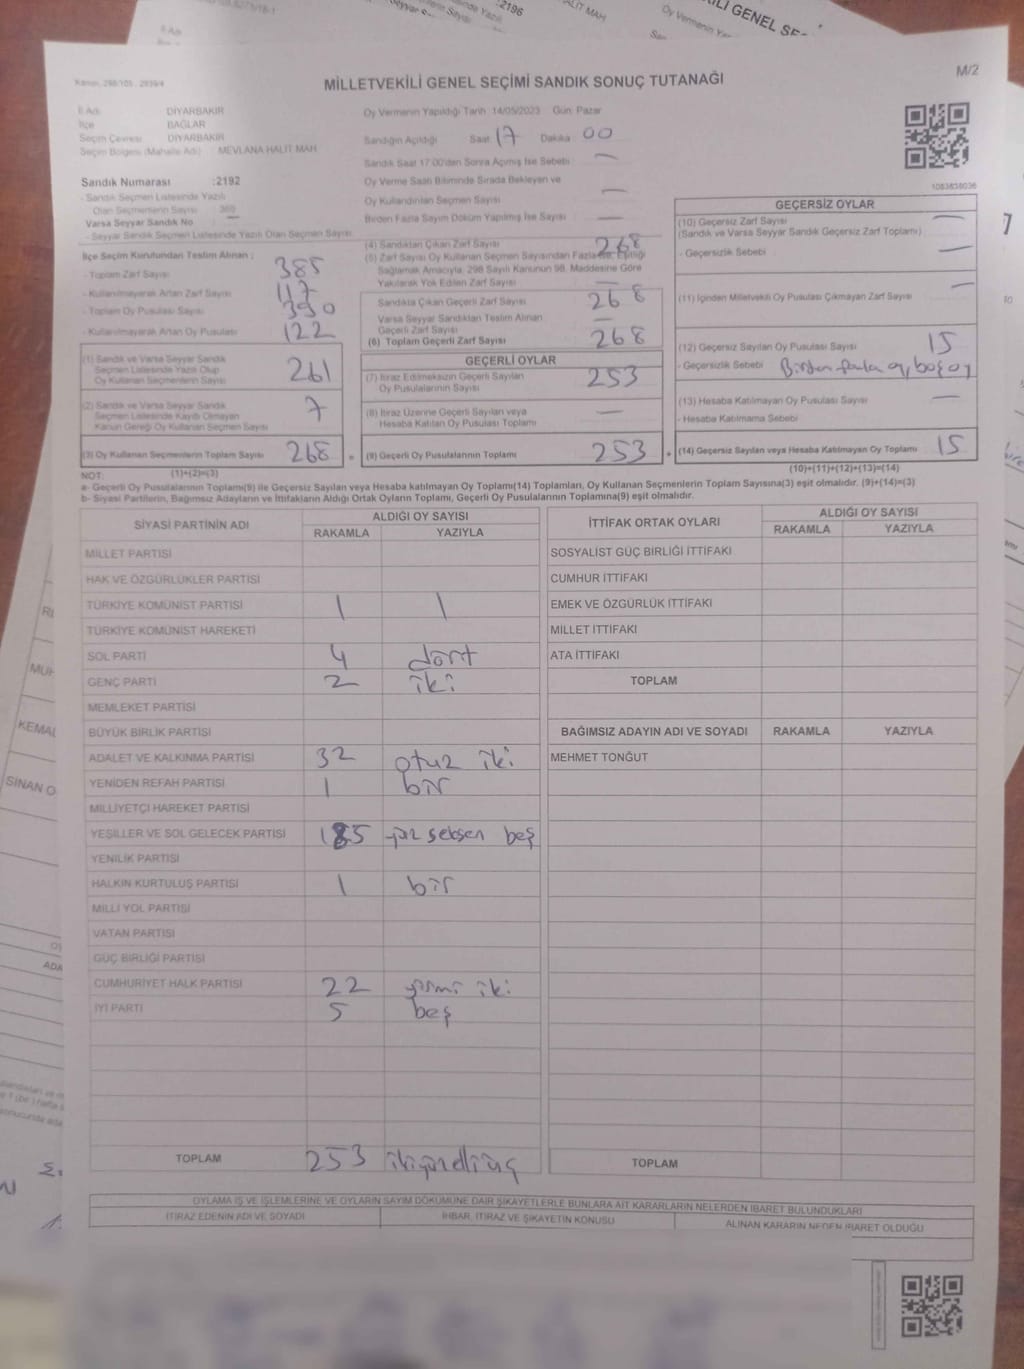 M/2
Kanun, 298/105 - 2839/4
MİLLETVEKİLİ GENEL SEÇİMİ SANDIK SONUÇ TUTANAĞI
İl Adı DİYARBAKIR
İlçe BAĞLAR
Seçim Çevresi DİYARBAKIR
Seçim Bölgesi (Mahalle Adı) MEVLANA HALİT MAH.
Sandık Numarası :2192
- Sandık Seçmen Listesinde Yazılı
Olan Seçmenlerin Sayısı : 369
Varsa Seyyar Sandık No
- Seyyar Sandık Seçmen Listesinde Yazılı Olan Seçmen Sayısı
İlçe Seçim Kurulundan Teslim Alınan ;
- Toplam Zarf Sayısı 385
- Kullanılmayarak Artan Zarf Sayısı 117
- Toplam Oy Pusulası Sayısı 390
- Kullanılmayarak Artan Oy Pusulası 122
(1) Sandık ve Varsa Seyyar Sandık
Seçmen Listesinde Yazılı Olup
Oy Kullanan Seçmenlerin Sayısı 261
(2) Sandık ve Varsa Seyyar Sandık
Seçmen Listesinde Kayıtlı Olmayan
Kanun Gereği Oy Kullanan Seçmen Sayısı 7
(3) Oy Kullanan Seçmenlerin Toplam Sayısı 268
Oy Vermenin Yapıldığı Tarih :14/05/2023 Gün: Pazar
Sandığın Açıldığı Saat 17 Dakika 00
Sandık Saat 17:00'den Sonra Açımış İse Sebebi :
Oy Verme Saati Bitiminde Sırada Bekleyen ve
Oy Kullandırılan Seçmen Sayısı
Birden Fazla Sayım Döküm Yapılmış İse Sayısı
(4) Sandıktan Çıkan Zarf Sayısı 268
(5) Zarf Sayısı Oy Kullanan Seçmen Sayısından Fazla ise, Eşitliği
Sağlamak Amacıyla, 298 Sayılı Kanunun 98. Maddesine Göre
Yakılarak Yok Edilen Zarf Sayısı
Sandıkta Çıkan Geçerli Zarf Sayısı 268
Varsa Seyyar Sandıktan Teslim Alınan
Geçerli Zarf Sayısı
(6) Toplam Geçerli Zarf Sayısı 268
GEÇERLİ OYLAR
(7) İtiraz Edilmeksizin Geçerli Sayılan
Oy Pusulalarının Sayısı 253
(8) İtiraz Üzerine Geçerli Sayılan veya
Hesaba Katılan Oy Pusulası Toplamı
(9) Geçerli Oy Pusulalarının Toplamı 253
1083838036
GEÇERSİZ OYLAR
(10) Geçersiz Zarf Sayısı
(Sandık ve Varsa Seyyar Sandık Geçersiz Zarf Toplamı)
- Geçersizlik Sebebi
(11) İçinden Milletvekili Oy Pusulası Çıkmayan Zarf Sayısı
(12) Geçersiz Sayılan Oy Pusulası Sayısı 15
- Geçersizlik Sebebi Birden fazla oy, boş oy
(13) Hesaba Katılmayan Oy Pusulası Sayısı
- Hesaba Katılmama Sebebi
(14) Geçersiz Sayılan veya Hesaba Katılmayan Oy Toplamı 15
NOT: (1)+(2)=(3) (10)+(11)+(12)+(13)=(14)
a- Geçerli Oy Pusulalarının Toplamı(9) ile Geçersiz Sayılan veya Hesaba katılmayan Oy Toplamı(14) Toplamları, Oy Kullanan Seçmenlerin Toplam Sayısına(3) eşit olmalıdır. (9)+(14)=(3)
b- Siyasi Partilerin, Bağımsız Adayların ve İttifakların Aldığı Ortak Oyların Toplamı, Geçerli Oy Pusulalarının Toplamına(9) eşit olmalıdır.
SİYASİ PARTİNİN ADI ALDIĞI OY SAYISI
RAKAMLA YAZIYLA
MİLLET PARTİSİ
HAK VE ÖZGÜRLÜKLER PARTİSİ
TÜRKİYE KOMÜNİST PARTİSİ 1 1
TÜRKİYE KOMÜNİST HAREKETİ
SOL PARTİ 4 dört
GENÇ PARTİ 2 iki
MEMLEKET PARTİSİ
BÜYÜK BİRLİK PARTİSİ
ADALET VE KALKINMA PARTİSİ 32 otuz iki
YENİDEN REFAH PARTİSİ 1 bir
MİLLİYETÇİ HAREKET PARTİSİ
YEŞİLLER VE SOL GELECEK PARTİSİ 185 yüz seksen beş
YENİLİK PARTİSİ
HALKIN KURTULUŞ PARTİSİ 1 bir
MİLLİ YOL PARTİSİ
VATAN PARTİSİ
GÜÇ BİRLİĞİ PARTİSİ
CUMHURİYET HALK PARTİSİ 22 yirmi iki
İYİ PARTİ 5 beş
TOPLAM 253 ikiyüzelliüç
İTTİFAK ORTAK OYLARI ALDIĞI OY SAYISI
RAKAMLA YAZIYLA
SOSYALİST GÜÇ BİRLİĞİ İTTİFAKI
CUMHUR İTTİFAKI
EMEK VE ÖZGÜRLÜK İTTİFAKI
MİLLET İTTİFAKI
ATA İTTİFAKI
TOPLAM
BAĞIMSIZ ADAYIN ADI VE SOYADI RAKAMLA YAZIYLA
MEHMET TONĞUT
TOPLAM
OYLAMA İŞ VE İŞLEMLERİNE VE OYLARIN SAYIM DÖKÜMÜNE DAİR ŞİKAYETLERLE BUNLARA AİT KARARLARIN NELERDEN İBARET BULUNDUKLARI
İTİRAZ EDENİN ADI VE SOYADI İHBAR, İTİRAZ VE ŞİKAYETİN KONUSU ALINAN KARARIN NEDEN İBARET OLDUĞU
:2196
KEMAL
SİNAN O